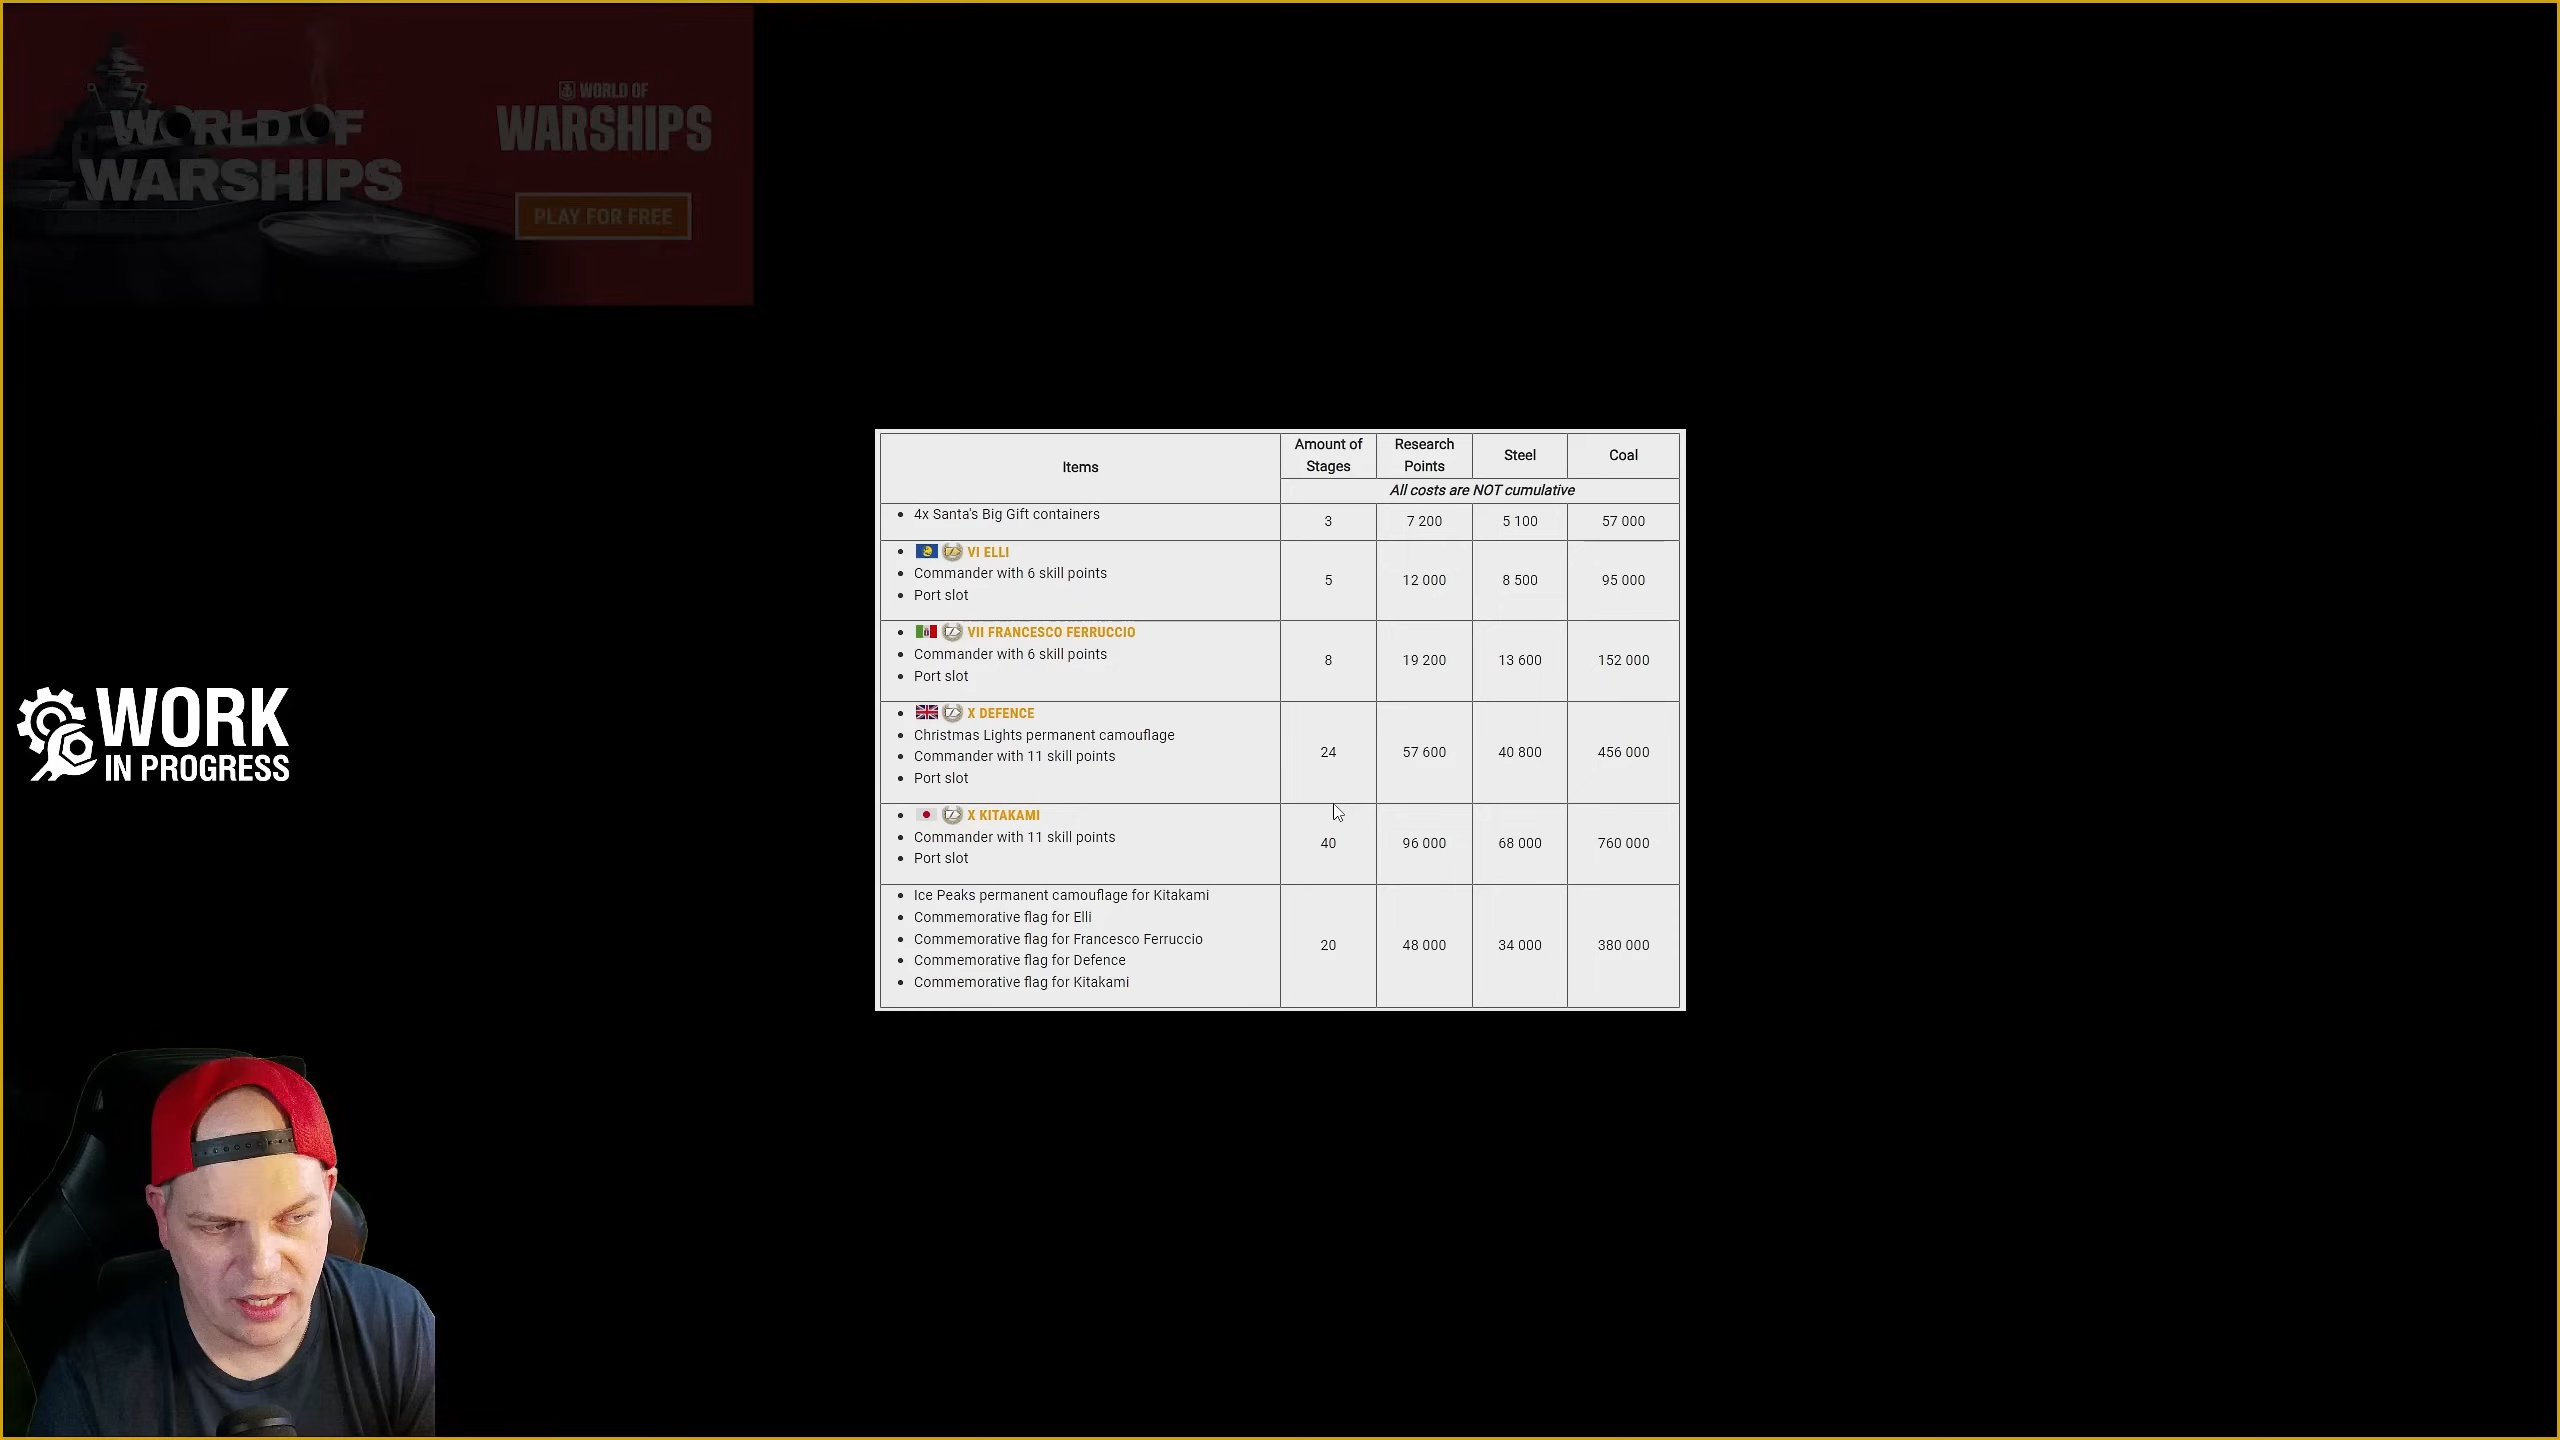 WORLD OF
WARSHIPS
WORLD OF
WARSHIPS
PLAY FOR FREE
Items
Amount of
Stages
Research
Points
Steel
Coal
All costs are NOT cumulative
4x Santa's Big Gift containers
3
7 200
5 100
57 000
VI ELLI
Commander with 6 skill points
Port slot
5
12 000
8 500
95 000
VII FRANCESCO FERRUCCIO
Commander with 6 skill points
Port slot
8
19 200
13 600
152 000
X DEFENCE
Christmas Lights permanent camouflage
Commander with 11 skill points
Port slot
24
57 600
40 800
456 000
X KITAKAMI
Commander with 11 skill points
Port slot
40
96 000
68 000
760 000
Ice Peaks permanent camouflage for Kitakami
Commemorative flag for Elli
Commemorative flag for Francesco Ferruccio
Commemorative flag for Defence
Commemorative flag for Kitakami
20
48 000
34 000
380 000
WORK
IN PROGRESS